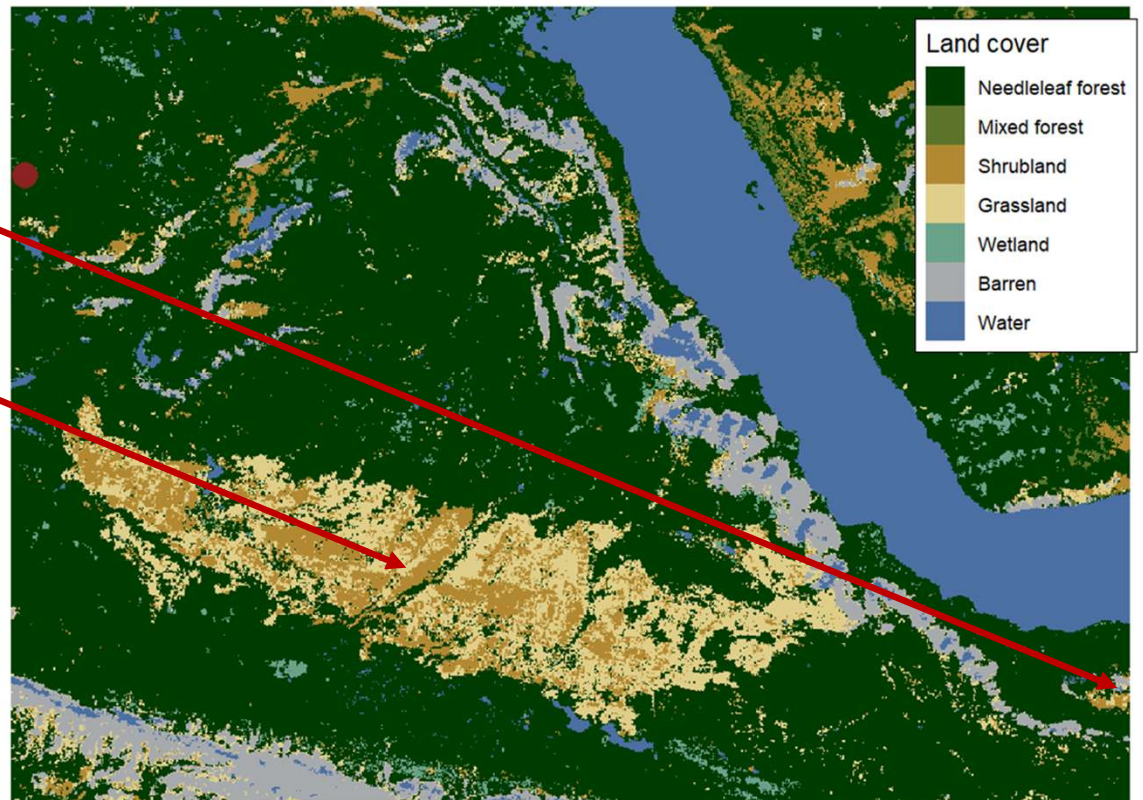 Land cover
Needleleaf forest
Mixed forest
Shrubland
Grassland
Wetland
Barren
Water